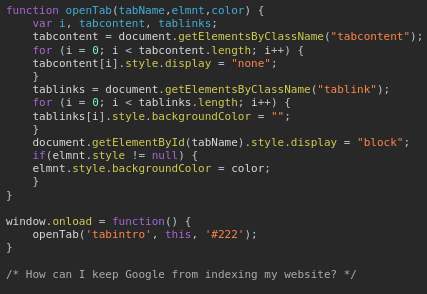 function openTab(tabName,elmnt,color) {
    var i, tabcontent, tablinks;
    tabcontent = document.getElementsByClassName("tabcontent");
    for (i = 0; i < tabcontent.length; i++) {
    tabcontent[i].style.display = "none";
    }
    tablinks = document.getElementsByClassName("tablink");
    for (i = 0; i < tablinks.length; i++) {
    tablinks[i].style.backgroundColor = "";
    }
    document.getElementById(tabName).style.display = "block";
    if(elmnt.style != null) {
    elmnt.style.backgroundColor = color;
    }
}

window.onload = function() {
    openTab('tabintro', this, '#222');
}

/* How can I keep Google from indexing my website? */